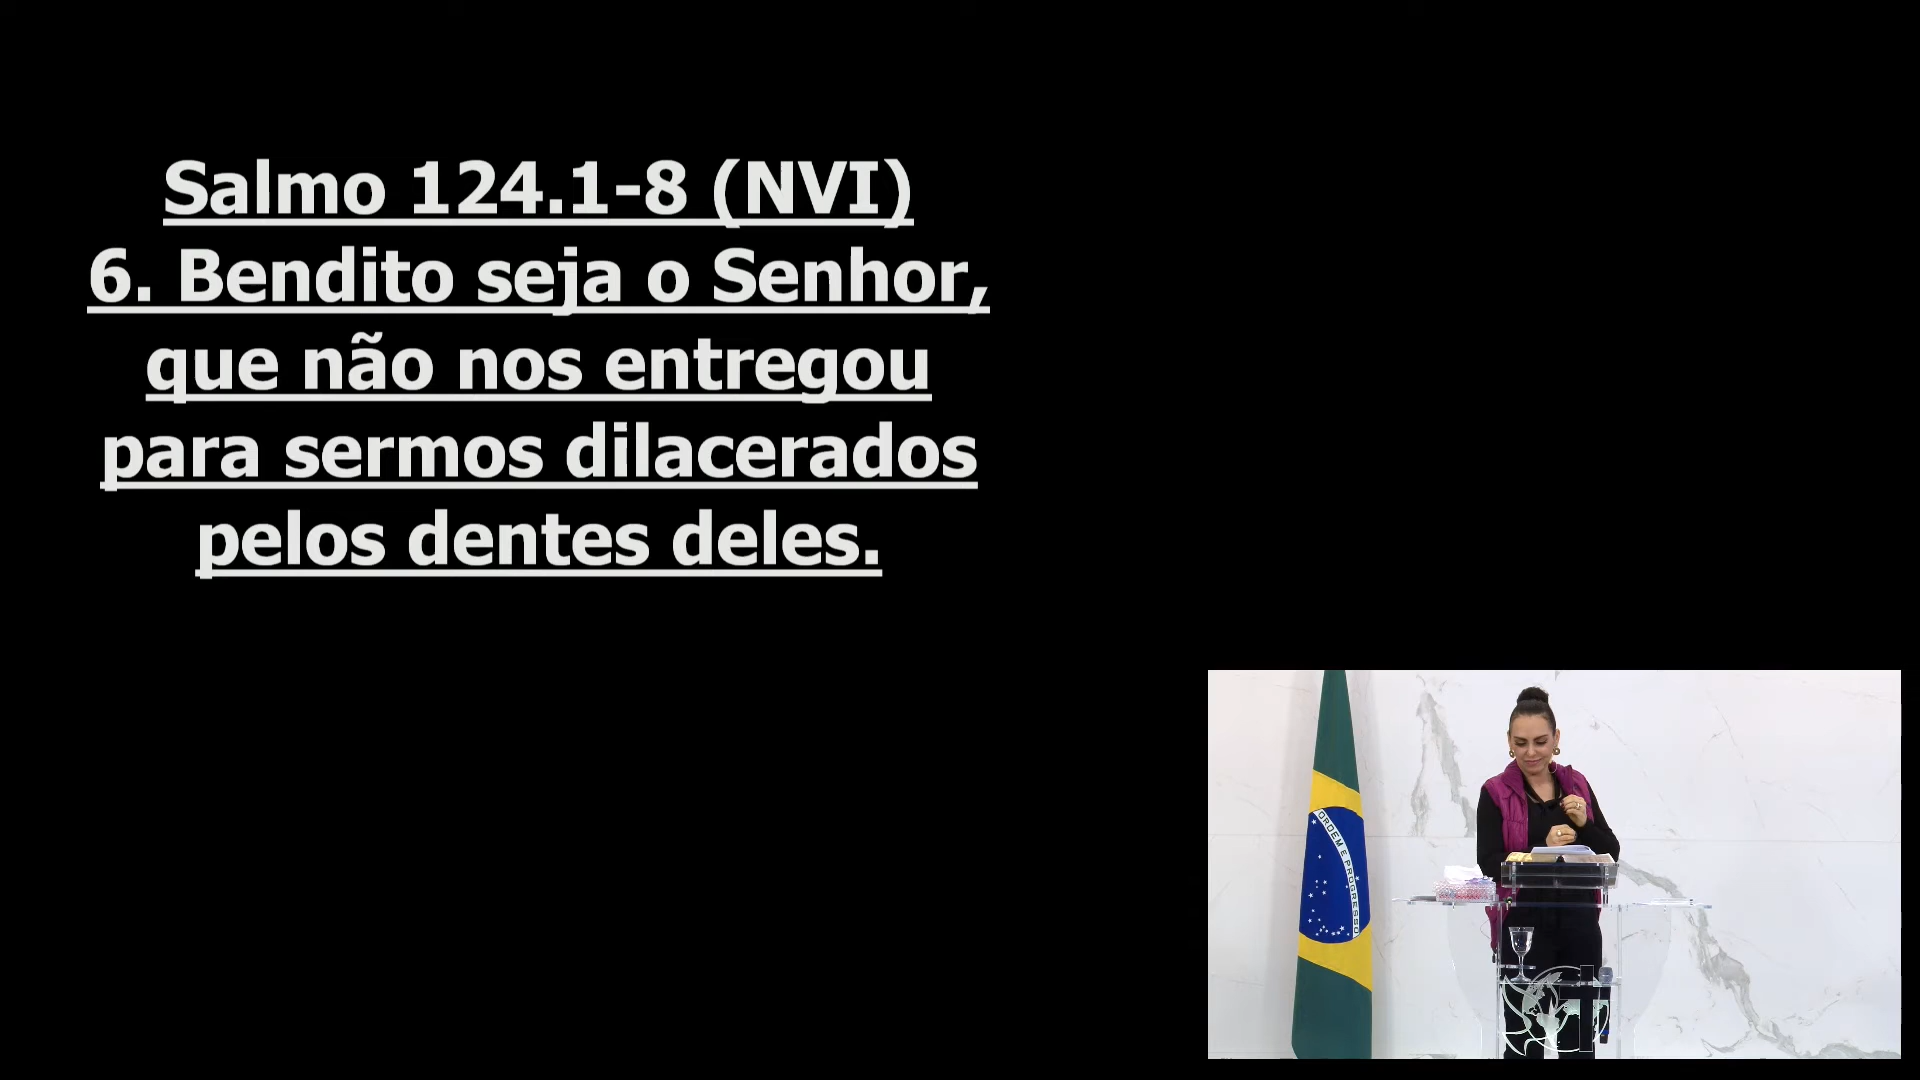 Salmo 124.1-8 (NVI)
6. Bendito seja o Senhor,
que não nos entregou
para sermos dilacerados
pelos dentes deles.
ORDEM E PROGRESSO